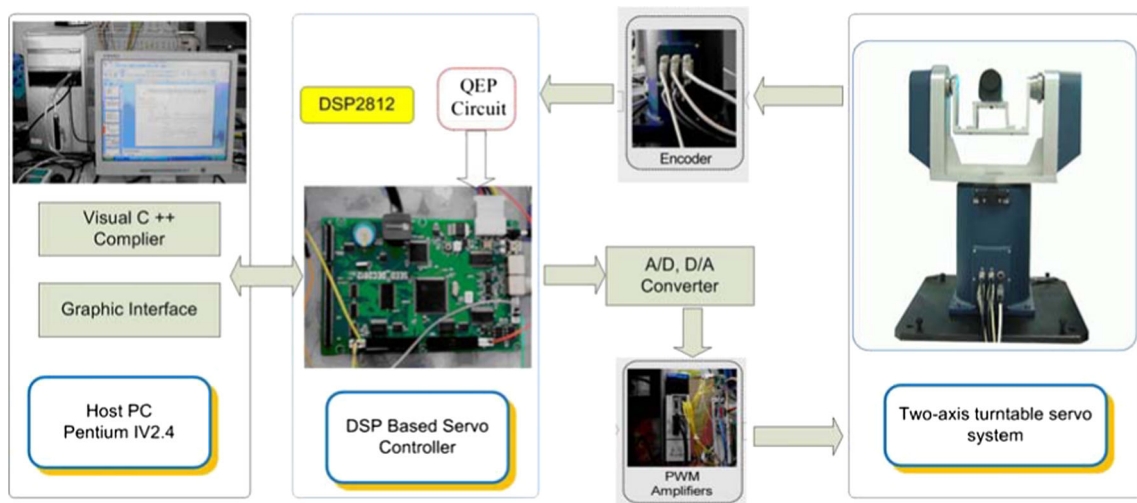 DSP2812
QEP
Circuit
Encoder
Visual C ++
Complier
Graphic Interface
A/D, D/A
Converter
Host PC
Pentium IV2.4
DSP Based Servo
Controller
PWM
Amplifiers
Two-axis turntable servo
system